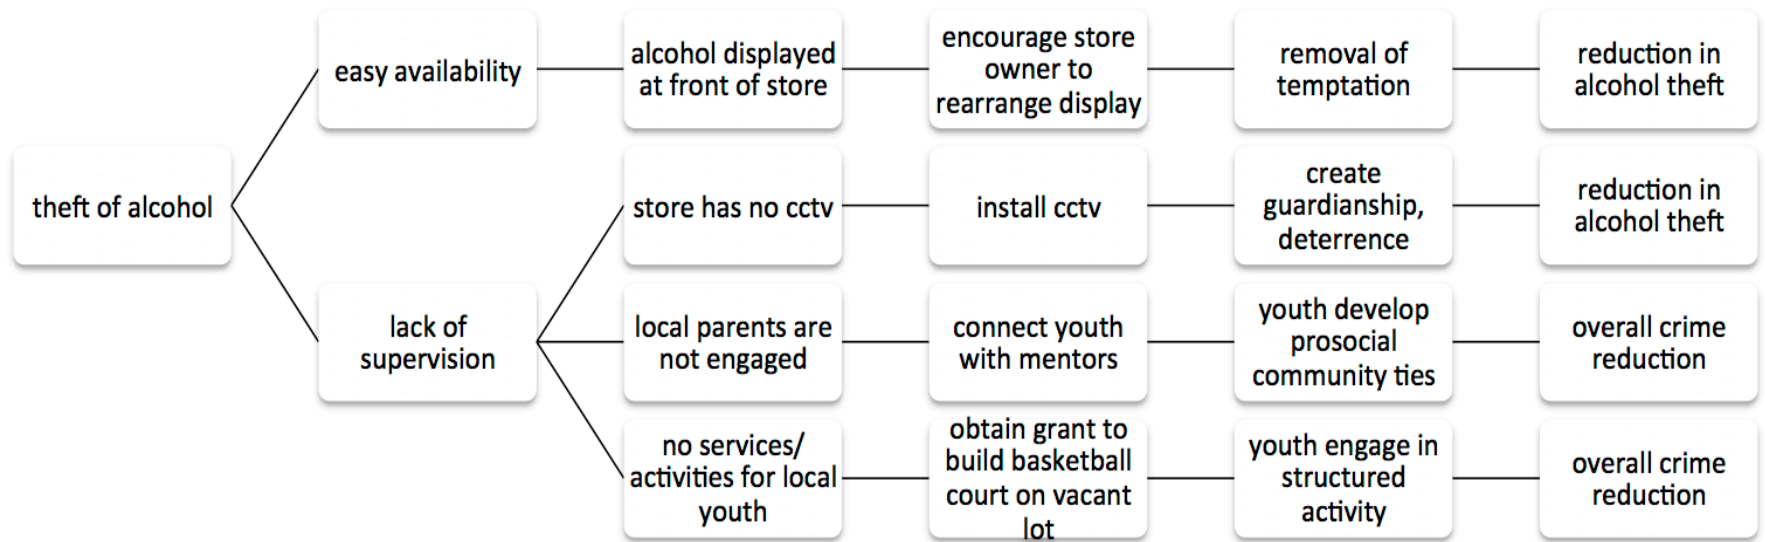 theft of alcohol
easy availability
alcohol displayed
at front of store
encourage store
owner to
rearrange display
removal of
temptation
reduction in
alcohol theft
lack of
supervision
store has no cctv
install cctv
create
guardianship,
deterrence
reduction in
alcohol theft
local parents are
not engaged
connect youth
with mentors
youth develop
prosocial
community ties
overall crime
reduction
no services/
activities for local
youth
obtain grant to
build basketball
court on vacant
lot
youth engage in
structured
activity
overall crime
reduction